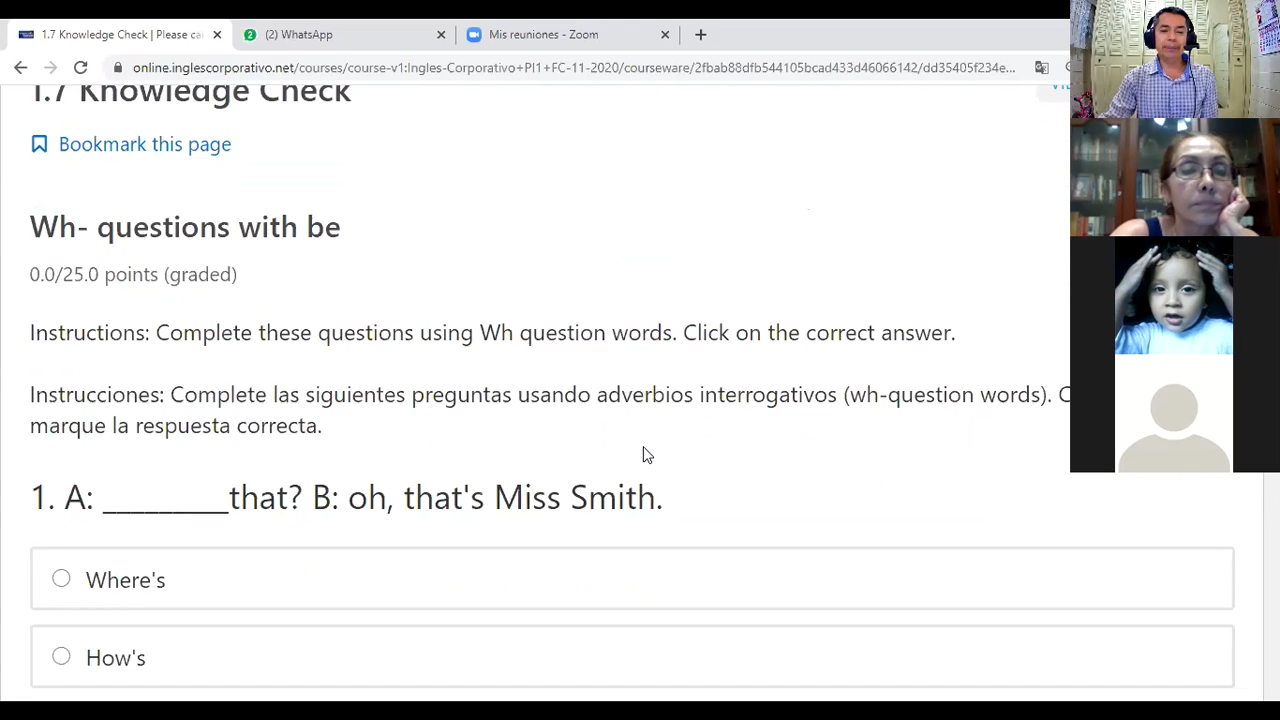 1.7 Knowledge Check | Please ca
(2) WhatsApp
Mis reuniones - Zoom
online.inglescorporativo.net/courses/course-v1:Ingles-Corporativo+PI1+FC-11-2020/courseware/2fbab88dfb544105bcad433d46066142/dd35405f234e...
1.7 Knowledge Check
Bookmark this page
Wh- questions with be
0.0/25.0 points (graded)
Instructions: Complete these questions using Wh question words. Click on the correct answer.
Instrucciones: Complete las siguientes preguntas usando adverbios interrogativos (wh-question words).
marque la respuesta correcta.
1. A: _________that? B: oh, that's Miss Smith.
Where's
How's